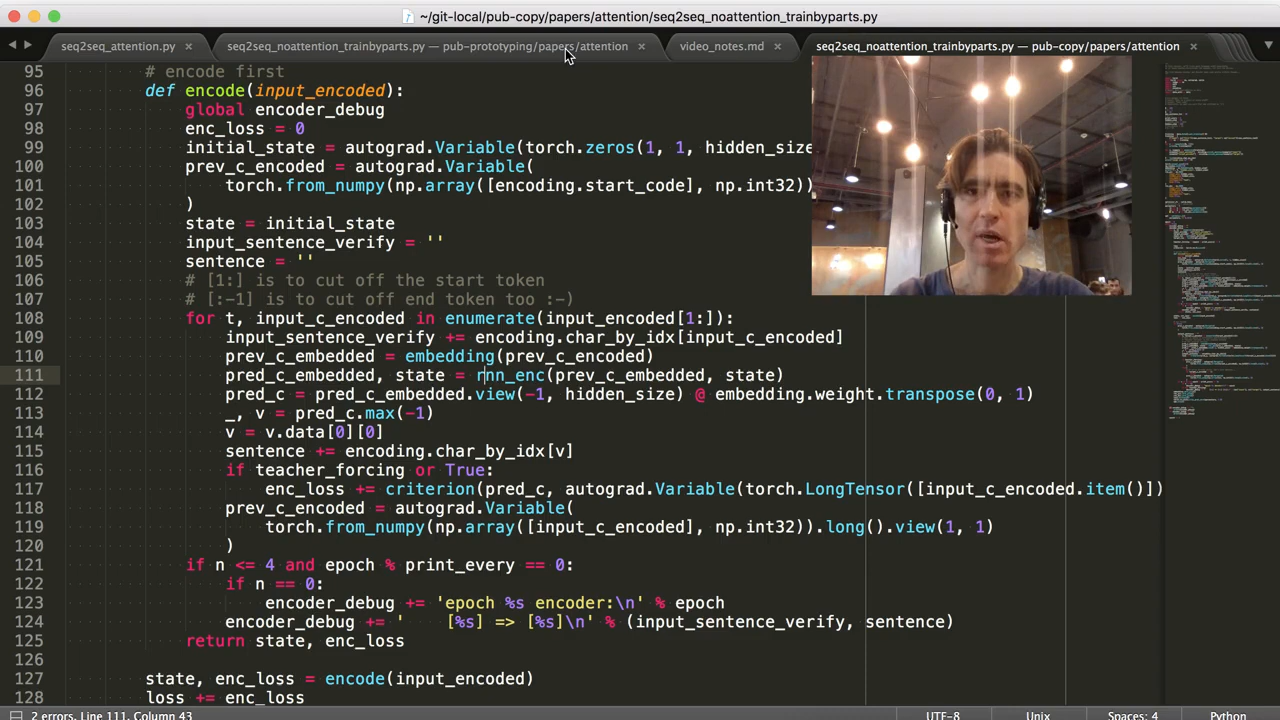 ~/git-local/pub-copy/papers/attention/seq2seq_noattention_trainbyparts.py
seq2seq_attention.py × seq2seq_noattention_trainbyparts.py — pub-prototyping/papers/attention × video_notes.md × seq2seq_noattention_trainbyparts.py — pub-copy/papers/attention ×
95 # encode first
96 def encode(input_encoded):
97 global encoder_debug
98 enc_loss = 0
99 initial_state = autograd.Variable(torch.zeros(1, 1, hidden_size
100 prev_c_encoded = autograd.Variable(
101 torch.from_numpy(np.array([encoding.start_code], np.int32))
102 )
103 state = initial_state
104 input_sentence_verify = ''
105 sentence = ''
106 # [1:] is to cut off the start token
107 # [:-1] is to cut off end token too :-)
108 for t, input_c_encoded in enumerate(input_encoded[1:]):
109 input_sentence_verify += encoding.char_by_idx[input_c_encoded]
110 prev_c_embedded = embedding(prev_c_encoded)
111 pred_c_embedded, state = rnn_enc(prev_c_embedded, state)
112 pred_c = pred_c_embedded.view(-1, hidden_size) @ embedding.weight.transpose(0, 1)
113 _, v = pred_c.max(-1)
114 v = v.data[0][0]
115 sentence += encoding.char_by_idx[v]
116 if teacher_forcing or True:
117 enc_loss += criterion(pred_c, autograd.Variable(torch.LongTensor([input_c_encoded.item()])
118 prev_c_encoded = autograd.Variable(
119 torch.from_numpy(np.array([input_c_encoded], np.int32)).long().view(1, 1)
120 )
121 if n <= 4 and epoch % print_every == 0:
122 if n == 0:
123 encoder_debug += 'epoch %s encoder:\n' % epoch
124 encoder_debug += '    [%s] => [%s]\n' % (input_sentence_verify, sentence)
125 return state, enc_loss
126
127 state, enc_loss = encode(input_encoded)
128 loss += enc_loss
2 errors, Line 111, Column 43 UTF-8 Unix Spaces: 4 Python